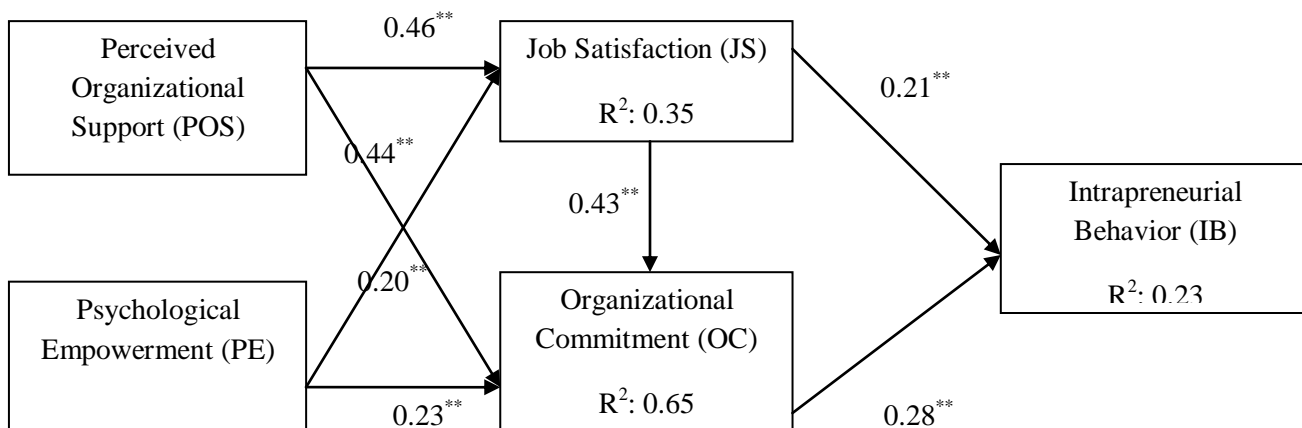 Perceived
Organizational
Support (POS)
0.46**
Job Satisfaction (JS)
R²: 0.35
0.21**
0.44**
0.43**
Intrapreneurial
Behavior (IB)
R²: 0.23
0.20**
Psychological
Empowerment (PE)
Organizational
Commitment (OC)
R²: 0.65
0.23**
0.28**